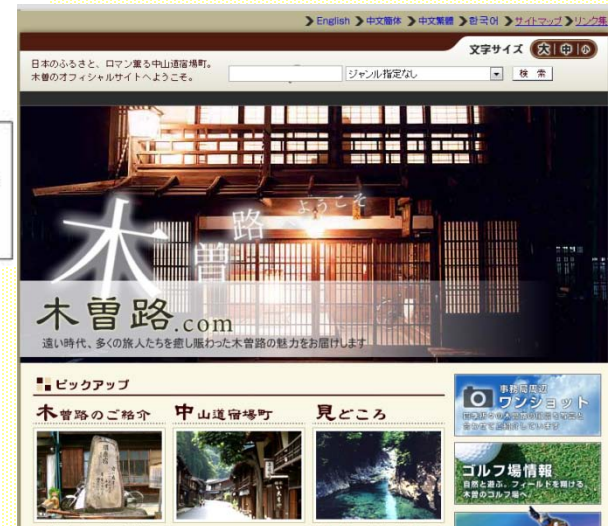 English 中文簡体 中文繁體 한국어 サイトマップ リンク集
文字サイズ 大 中 小
日本のふるさと、ロマン薫る中山道宿場町。
木曽のオフィシャルサイトへようこそ。
ジャンル指定なし
検 索
木曽路 ようこそ
木曽路.com
遠い時代、多くの旅人たちを癒し賑わった木曽路の魅力をお届けします
ピックアップ
木曽路のご紹介 中山道宿場町 見どころ
事務局周辺
ワンショット
ゴルフ場情報
自然と遊ぶ、フィールドを翔ける、
木曽のゴルフ場へ